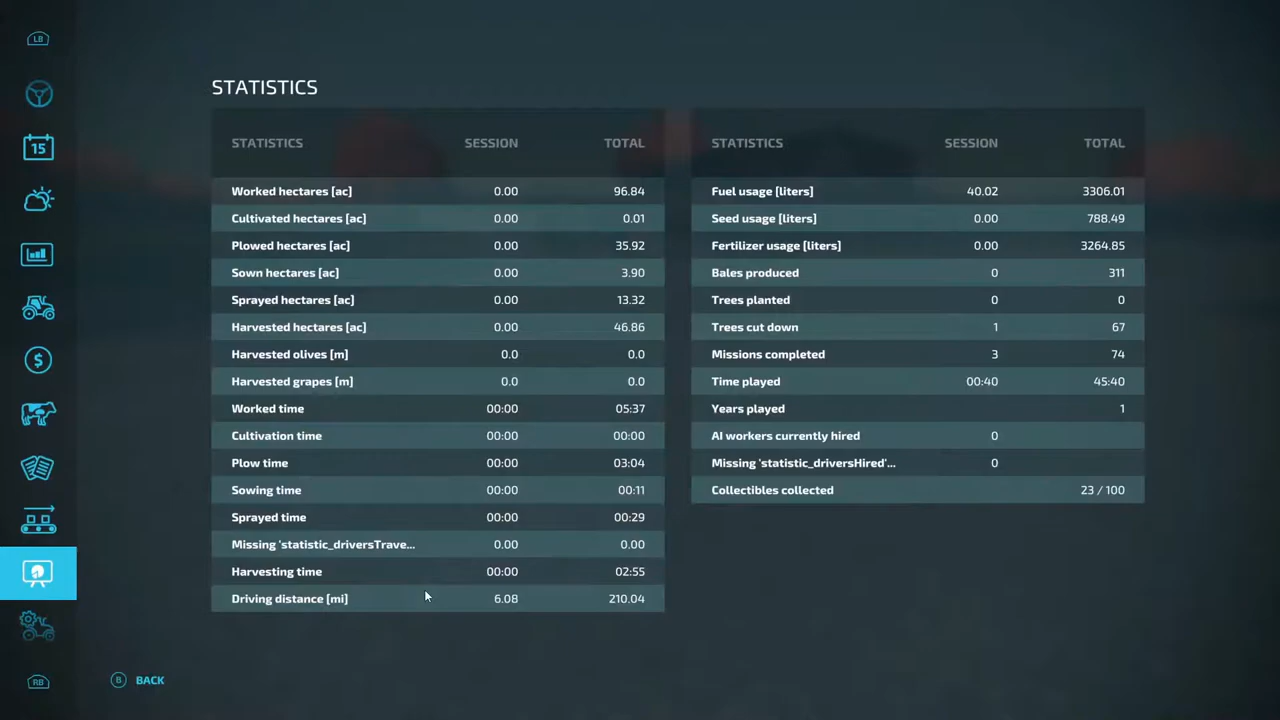 LB
STATISTICS
15
STATISTICS SESSION TOTAL
Worked hectares [ac] 0.00 96.84
Cultivated hectares [ac] 0.00 0.01
Plowed hectares [ac] 0.00 35.92
Sown hectares [ac] 0.00 3.90
Sprayed hectares [ac] 0.00 13.32
Harvested hectares [ac] 0.00 46.86
Harvested olives [m] 0.0 0.0
Harvested grapes [m] 0.0 0.0
Worked time 00:00 05:37
Cultivation time 00:00 00:00
Plow time 00:00 03:04
Sowing time 00:00 00:11
Sprayed time 00:00 00:29
Missing 'statistic_driversTrave... 0.00 0.00
Harvesting time 00:00 02:55
Driving distance [mi] 6.08 210.04
STATISTICS SESSION TOTAL
Fuel usage [liters] 40.02 3306.01
Seed usage [liters] 0.00 788.49
Fertilizer usage [liters] 0.00 3264.85
Bales produced 0 311
Trees planted 0 0
Trees cut down 1 67
Missions completed 3 74
Time played 00:40 45:40
Years played 1
AI workers currently hired 0
Missing 'statistic_driversHired'... 0
Collectibles collected 23 / 100
$
RB
B BACK